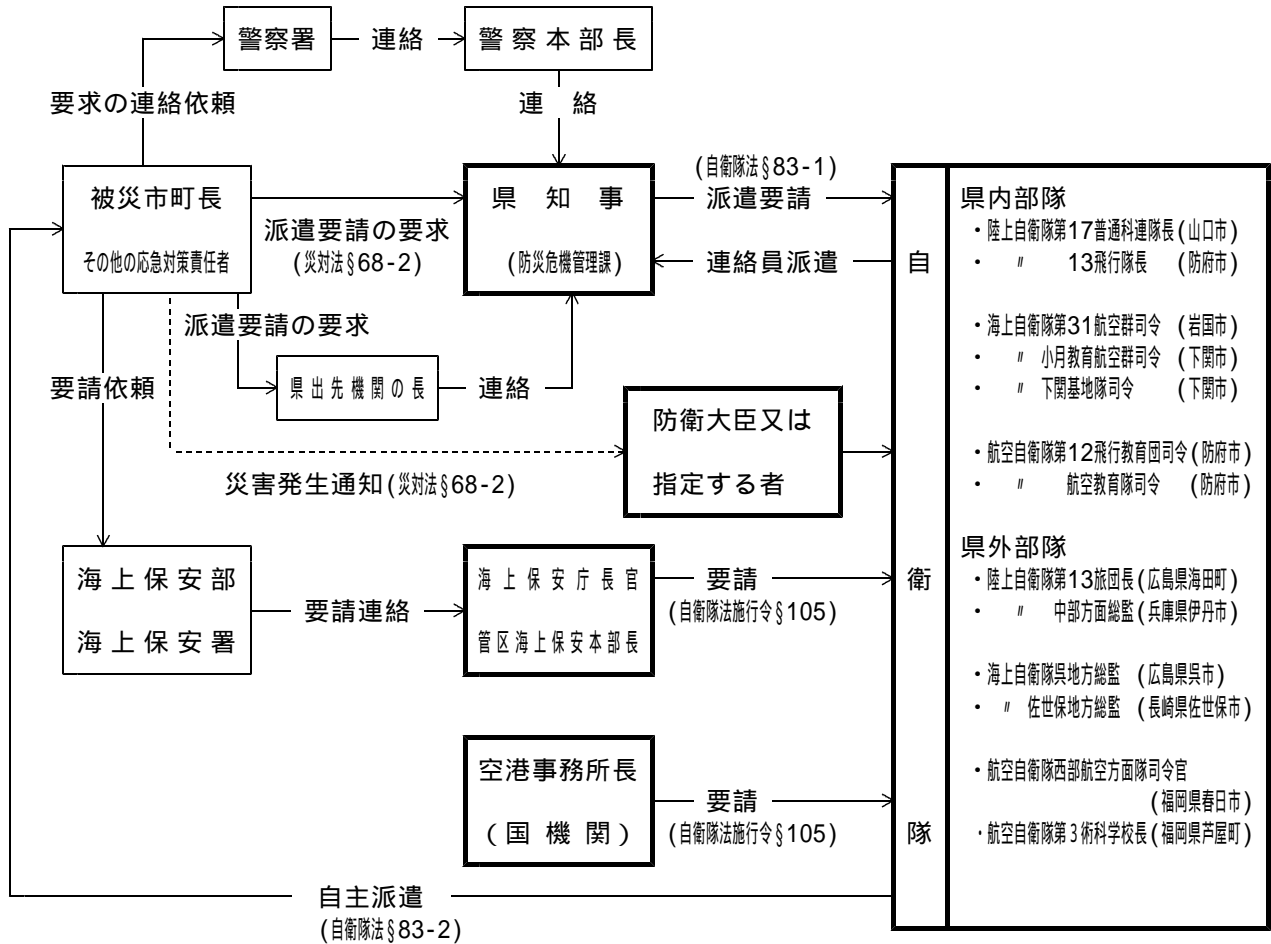 警察署
連絡
警察本部長
要求の連絡依頼
連 絡
被災市町長
その他の応急対策責任者
派遣要請の要求
(災対法§68-2)
県 知 事
(防災危機管理課)
(自衛隊法§83-1)
派遣要請
連絡員派遣
派遣要請の要求
県出先機関の長
連絡
要請依頼
災害発生通知(災対法§68-2)
防衛大臣又は
指定する者
海上保安部
海上保安署
要請連絡
海上保安庁長官
管区海上保安本部長
要請
(自衛隊法施行令§105)
空港事務所長
(国機関)
要請
(自衛隊法施行令§105)
自主派遣
(自衛隊法§83-2)
自衛隊
県内部隊
・陸上自衛隊第17普通科連隊長(山口市)
・ 〃 13飛行隊長 (防府市)
・海上自衛隊第31航空群司令 (岩国市)
・ 〃 小月教育航空群司令 (下関市)
・ 〃 下関基地隊司令 (下関市)
・航空自衛隊第12飛行教育団司令(防府市)
・ 〃 航空教育隊司令 (防府市)
県外部隊
・陸上自衛隊第13旅団長(広島県海田町)
・ 〃 中部方面総監(兵庫県伊丹市)
・海上自衛隊呉地方総監 (広島県呉市)
・ 〃 佐世保地方総監 (長崎県佐世保市)
・航空自衛隊西部航空方面隊司令官
(福岡県春日市)
・航空自衛隊第3術科学校長(福岡県芦屋町)